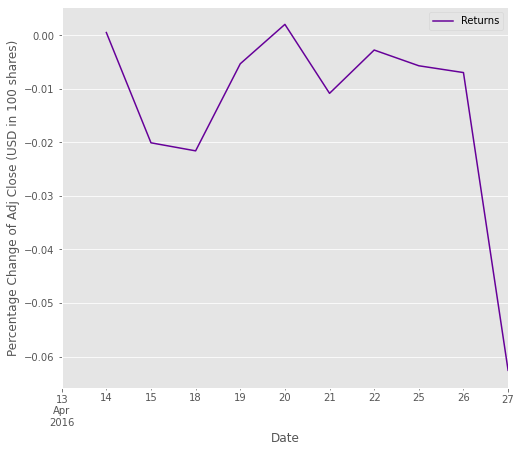 Returns
Percentage Change of Adj Close (USD in 100 shares)
0.00
−0.01
−0.02
−0.03
−0.04
−0.05
−0.06
13 14 15 18 19 20 21 22 25 26 27
Apr
2016
Date